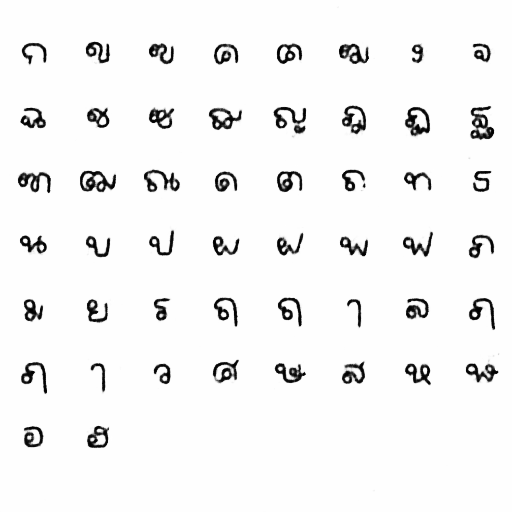 ก ข ฃ ค ฅ ฆ ง จ
ฉ ช ซ ฌ ญ ฎ ฏ ฐ
ฑ ฒ ณ ด ต ถ ท ธ
น บ ป ผ ฝ พ ฟ ภ
ม ย ร ฤ ฤ ๅ ล ฦ
ฦ ๅ ว ศ ษ ส ห ฬ
อ ฮ